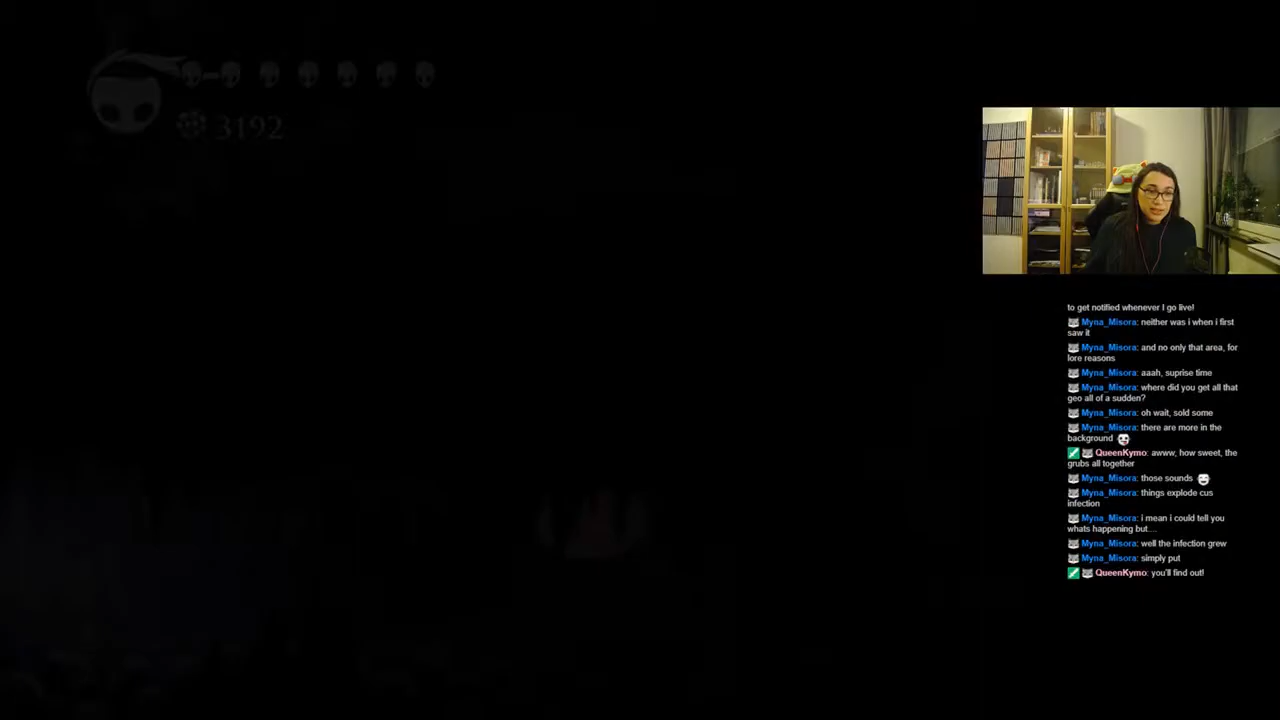 3192
to get notified whenever I go live!
Myna_Misora: neither was i when i first
saw it
Myna_Misora: and no only that area, for
lore reasons
Myna_Misora: aaah, suprise time
Myna_Misora: where did you get all that
geo all of a sudden?
Myna_Misora: oh wait, sold some
Myna_Misora: there are more in the
background
QueenKymo: awww, how sweet, the
grubs all together
Myna_Misora: those sounds
Myna_Misora: things explode cus
infection
Myna_Misora: i mean i could tell you
whats happening but....
Myna_Misora: well the infection grew
Myna_Misora: simply put
QueenKymo: you'll find out!